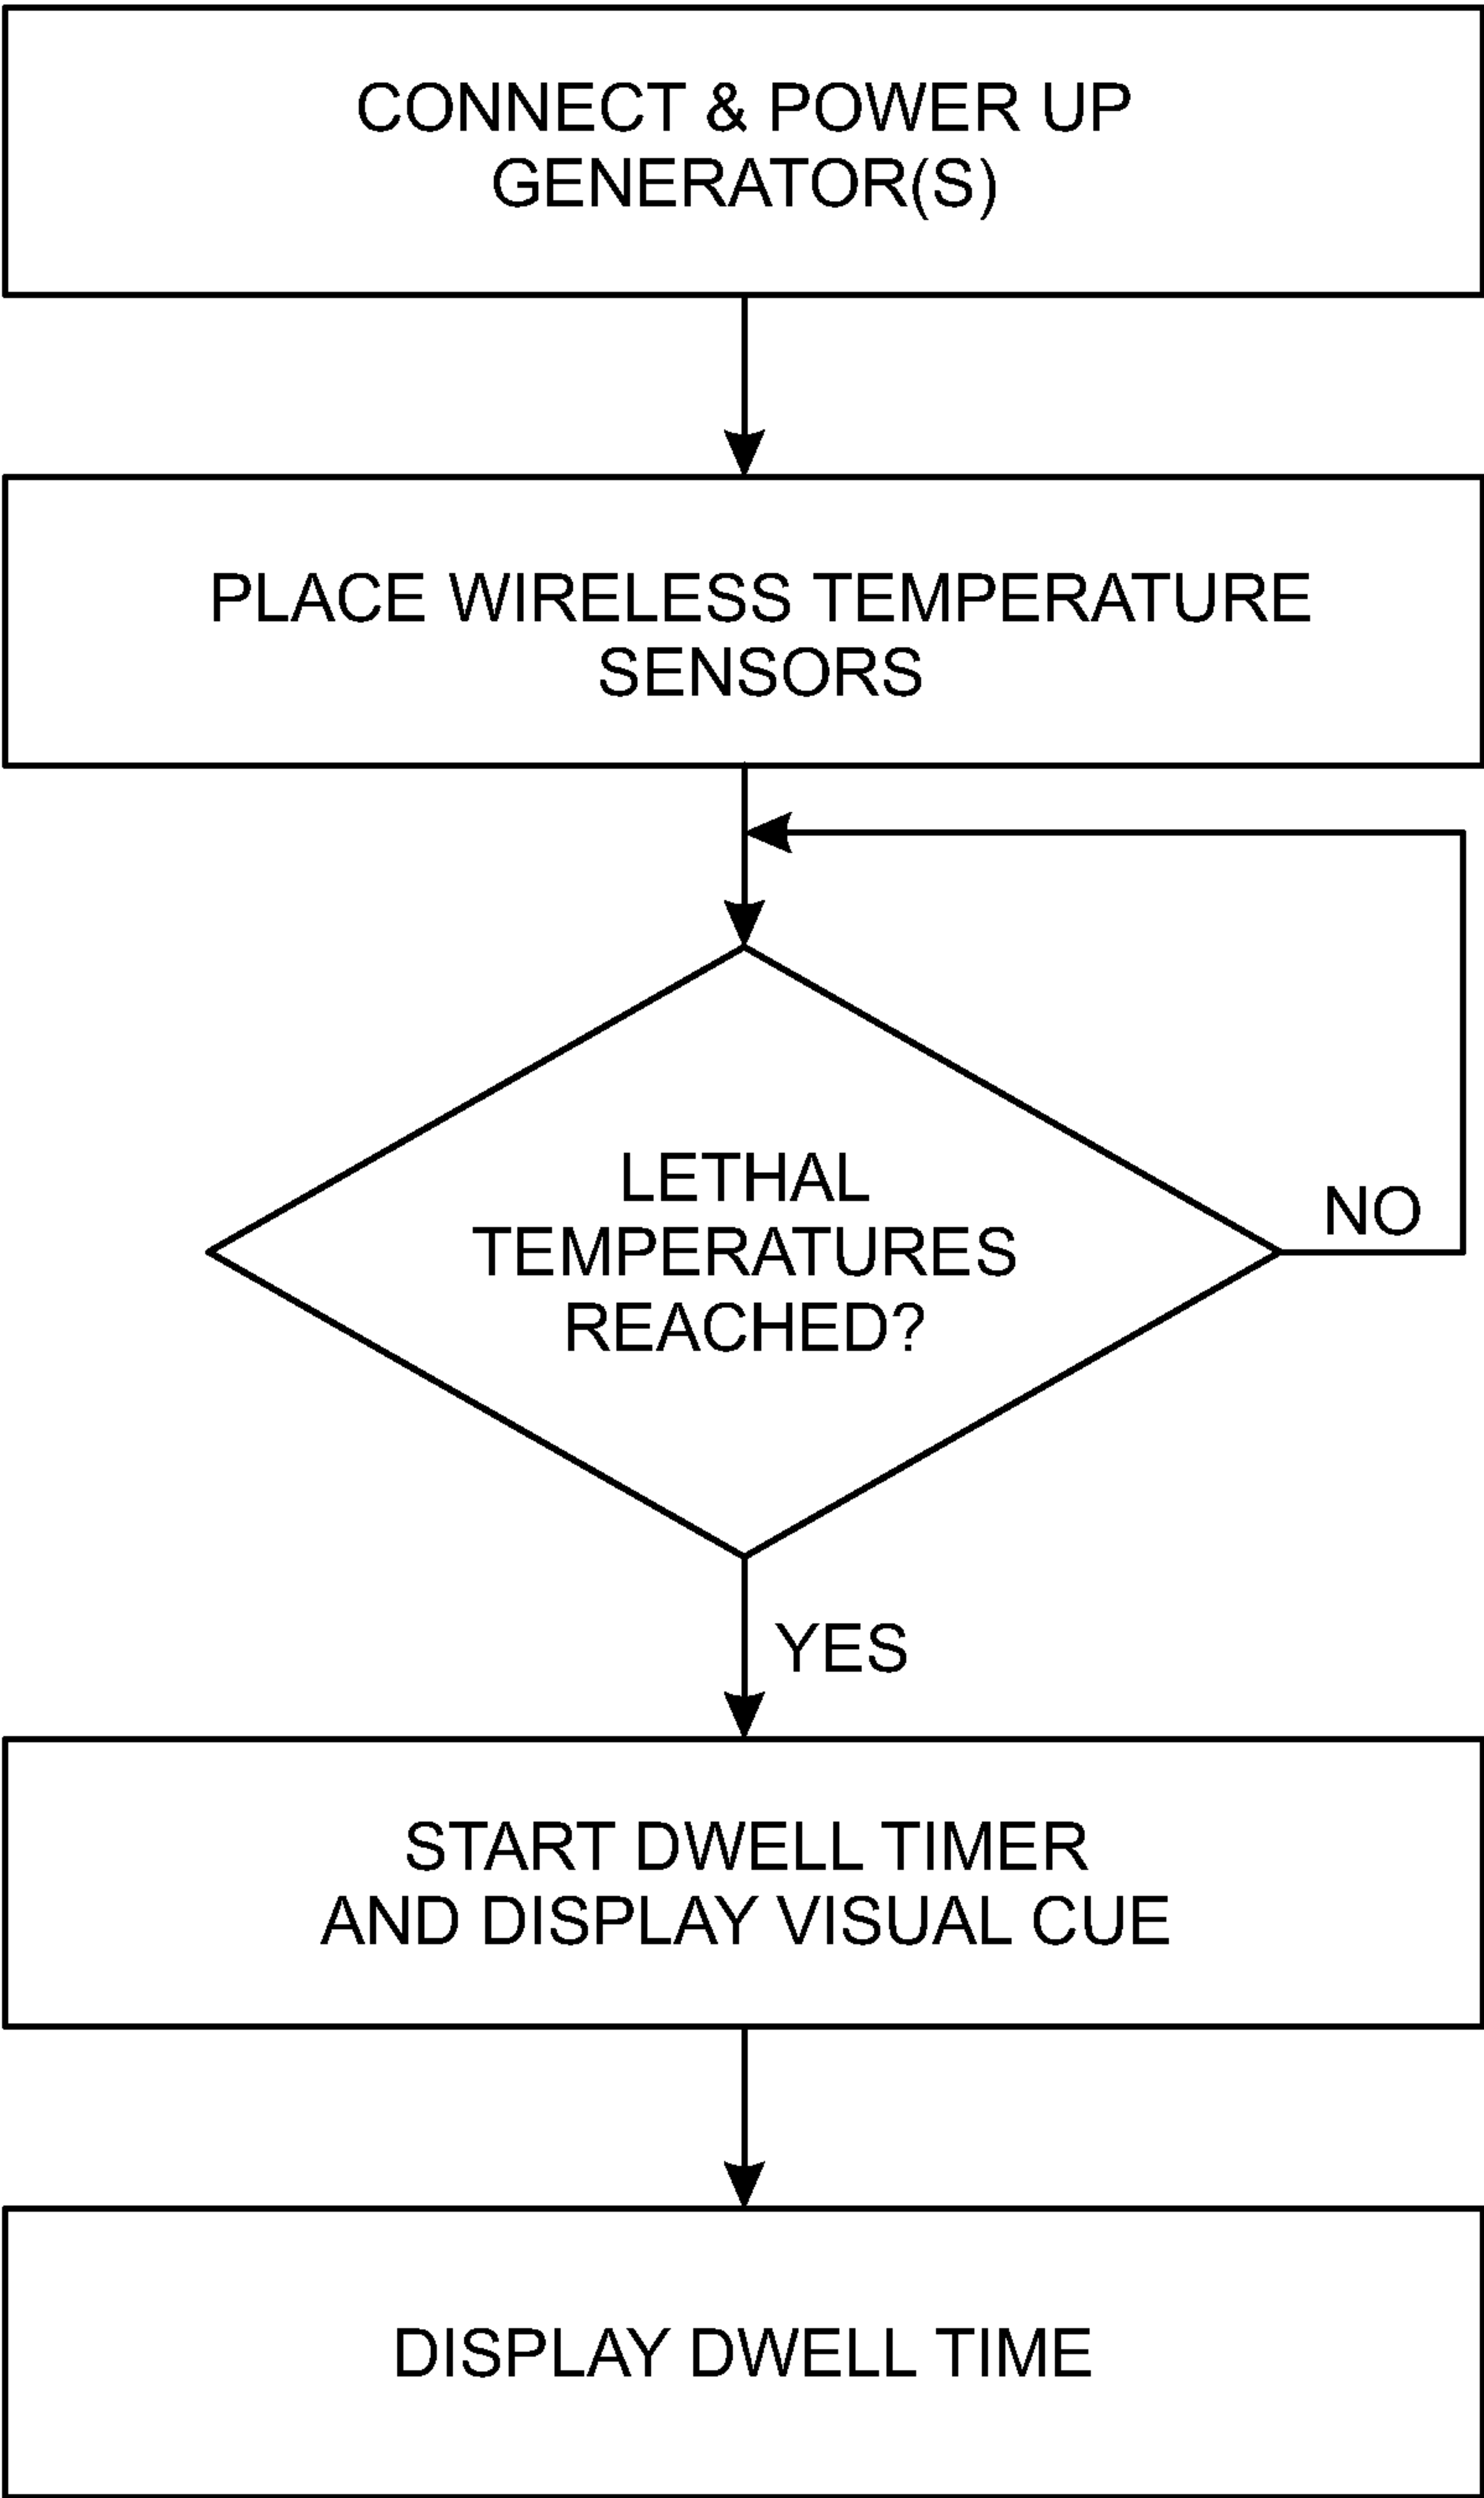 CONNECT & POWER UP
GENERATOR(S)
PLACE WIRELESS TEMPERATURE
SENSORS
LETHAL
TEMPERATURES
REACHED?
NO
YES
START DWELL TIMER
AND DISPLAY VISUAL CUE
DISPLAY DWELL TIME